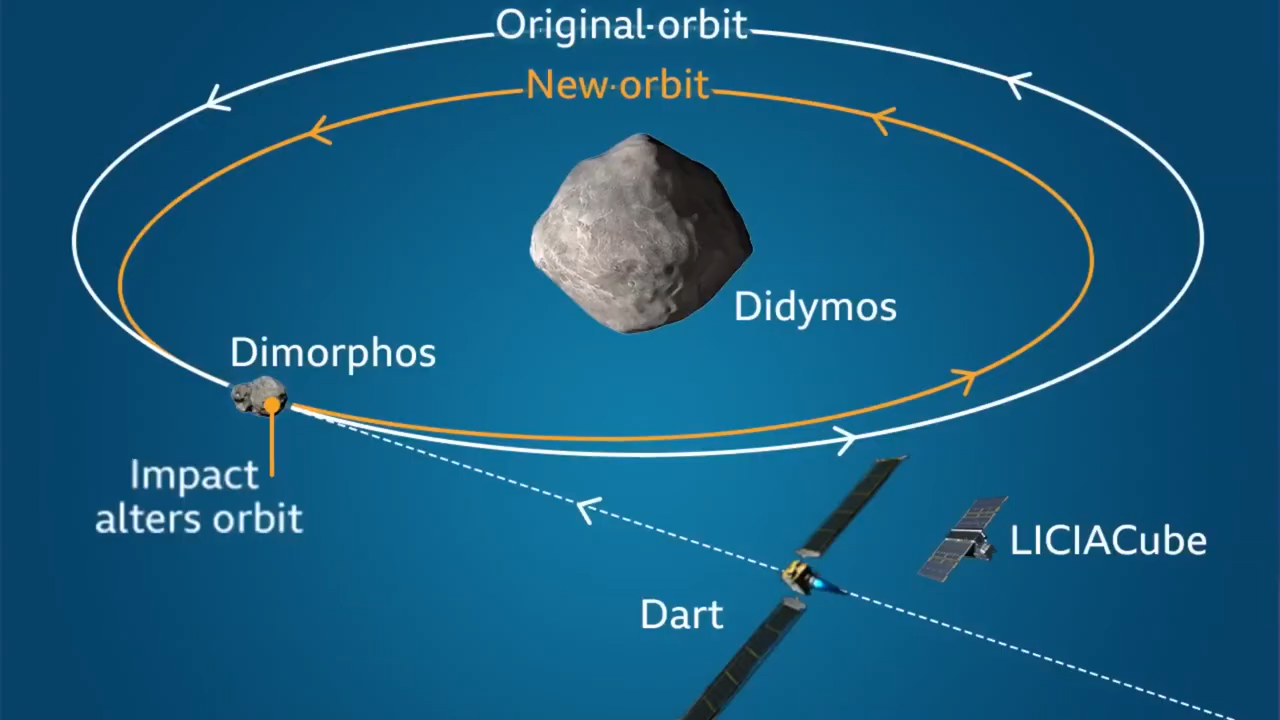 Original orbit
New orbit
Didymos
Dimorphos
Impact
alters orbit
LICIACube
Dart